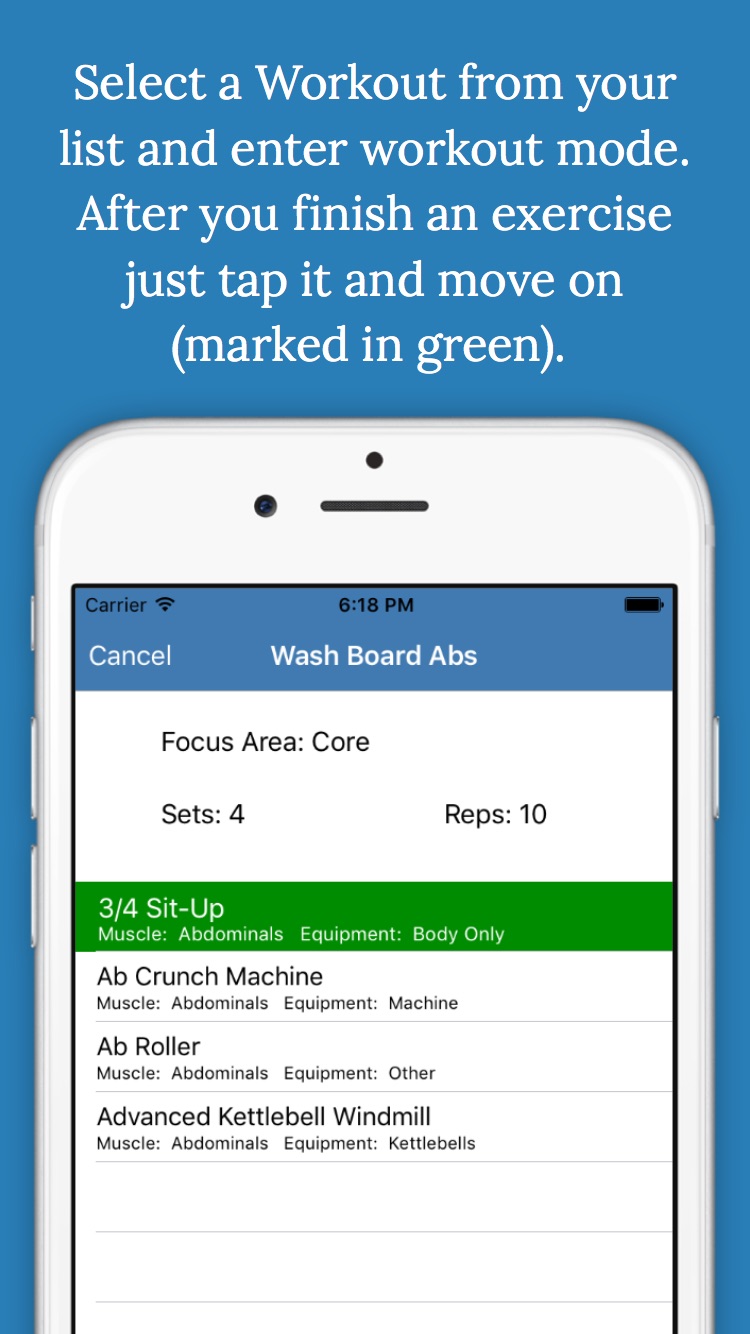 Select a Workout from your
list and enter workout mode.
After you finish an exercise
just tap it and move on
(marked in green).
Carrier 6:18 PM
Cancel Wash Board Abs
Focus Area: Core
Sets: 4 Reps: 10
3/4 Sit-Up
Muscle: Abdominals Equipment: Body Only
Ab Crunch Machine
Muscle: Abdominals Equipment: Machine
Ab Roller
Muscle: Abdominals Equipment: Other
Advanced Kettlebell Windmill
Muscle: Abdominals Equipment: Kettlebells